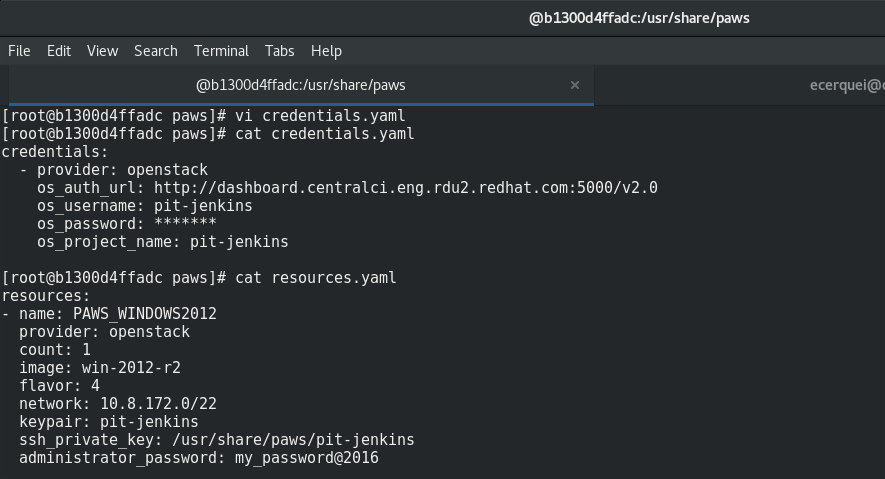 @b1300d4ffadc:/usr/share/paws
File Edit View Search Terminal Tabs Help
@b1300d4ffadc:/usr/share/paws × ecerquei@
[root@b1300d4ffadc paws]# vi credentials.yaml
[root@b1300d4ffadc paws]# cat credentials.yaml
credentials:
  - provider: openstack
    os_auth_url: http://dashboard.centralci.eng.rdu2.redhat.com:5000/v2.0
    os_username: pit-jenkins
    os_password: *******
    os_project_name: pit-jenkins
[root@b1300d4ffadc paws]# cat resources.yaml
resources:
- name: PAWS_WINDOWS2012
  provider: openstack
  count: 1
  image: win-2012-r2
  flavor: 4
  network: 10.8.172.0/22
  keypair: pit-jenkins
  ssh_private_key: /usr/share/paws/pit-jenkins
  administrator_password: my_password@2016